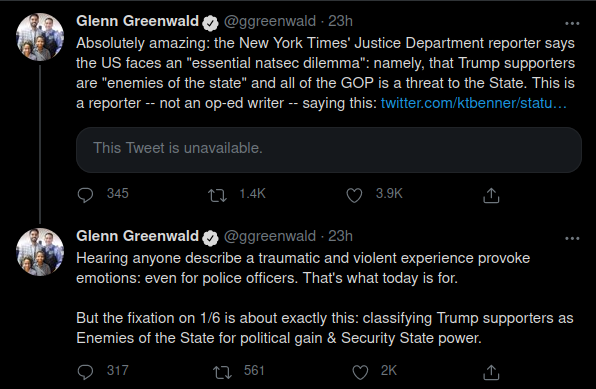 Glenn Greenwald @ggreenwald · 23h
Absolutely amazing: the New York Times' Justice Department reporter says
the US faces an "essential natsec dilemma": namely, that Trump supporters
are "enemies of the state" and all of the GOP is a threat to the State. This is
a reporter -- not an op-ed writer -- saying this: twitter.com/ktbenner/statu…
This Tweet is unavailable.
345 1.4K 3.9K
Glenn Greenwald @ggreenwald · 23h
Hearing anyone describe a traumatic and violent experience provoke
emotions: even for police officers. That's what today is for.
But the fixation on 1/6 is about exactly this: classifying Trump supporters as
Enemies of the State for political gain & Security State power.
317 561 2K